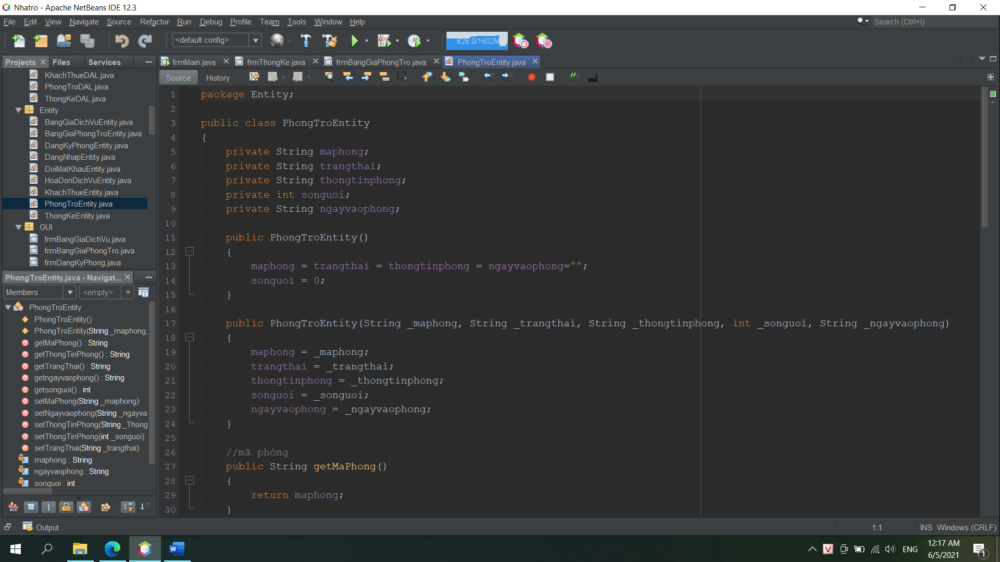 Nhatro - Apache NetBeans IDE 12.3
File Edit View Navigate Source Refactor Run Debug Profile Team Tools Window Help
Search (Ctrl+I)
<default config>
826.0/1602M
Projects Files Services
KhachThueDAL.java
PhongTroDAL.java
ThongKeDAL.java
Entity
BangGiaDichVuEntity.java
BangGiaPhongTroEntity.java
DangKyPhongEntity.java
DangNhapEntity.java
DoiMatKhauEntity.java
HoaDonDichVuEntity.java
KhachThueEntity.java
PhongTroEntity.java
ThongKeEntity.java
GUI
frmBangGiaDichVu.java
frmBangGiaPhongTro.java
frmDangKyPhong.java
PhongTroEntity.java - Navigat...
Members <empty>
PhongTroEntity
PhongTroEntity()
PhongTroEntity(String _maphong,
getMaPhong() : String
getThongTinPhong() : String
getTrangThai() : String
getngayvaophong() : String
getsonguoi() : int
setMaPhong(String _maphong)
setNgayvaophong(String _ngayva
setThongTinPhong(String _Thong
setThongTinPhong(int _songuoi)
setTrangThai(String _trangthai)
maphong : String
ngayvaophong : String
songuoi : int
frmMain.java frmThongKe.java frmBangGiaPhongTro.java PhongTroEntity.java
Source History
1 package Entity;
2
3 public class PhongTroEntity
4 {
5 private String maphong;
6 private String trangthai;
7 private String thongtinphong;
8 private int songuoi;
9 private String ngayvaophong;
10
11 public PhongTroEntity()
12 {
13 maphong = trangthai = thongtinphong = ngayvaophong="";
14 songuoi = 0;
15 }
16
17 public PhongTroEntity(String _maphong, String _trangthai, String _thongtinphong, int _songuoi, String _ngayvaophong)
18 {
19 maphong = _maphong;
20 trangthai = _trangthai;
21 thongtinphong = _thongtinphong;
22 songuoi = _songuoi;
23 ngayvaophong = _ngayvaophong;
24 }
25
26 //mã phòng
27 public String getMaPhong()
28 {
29 return maphong;
30 }
Output
1:1 INS Windows (CRLF)
ENG
12:17 AM
6/5/2021
1